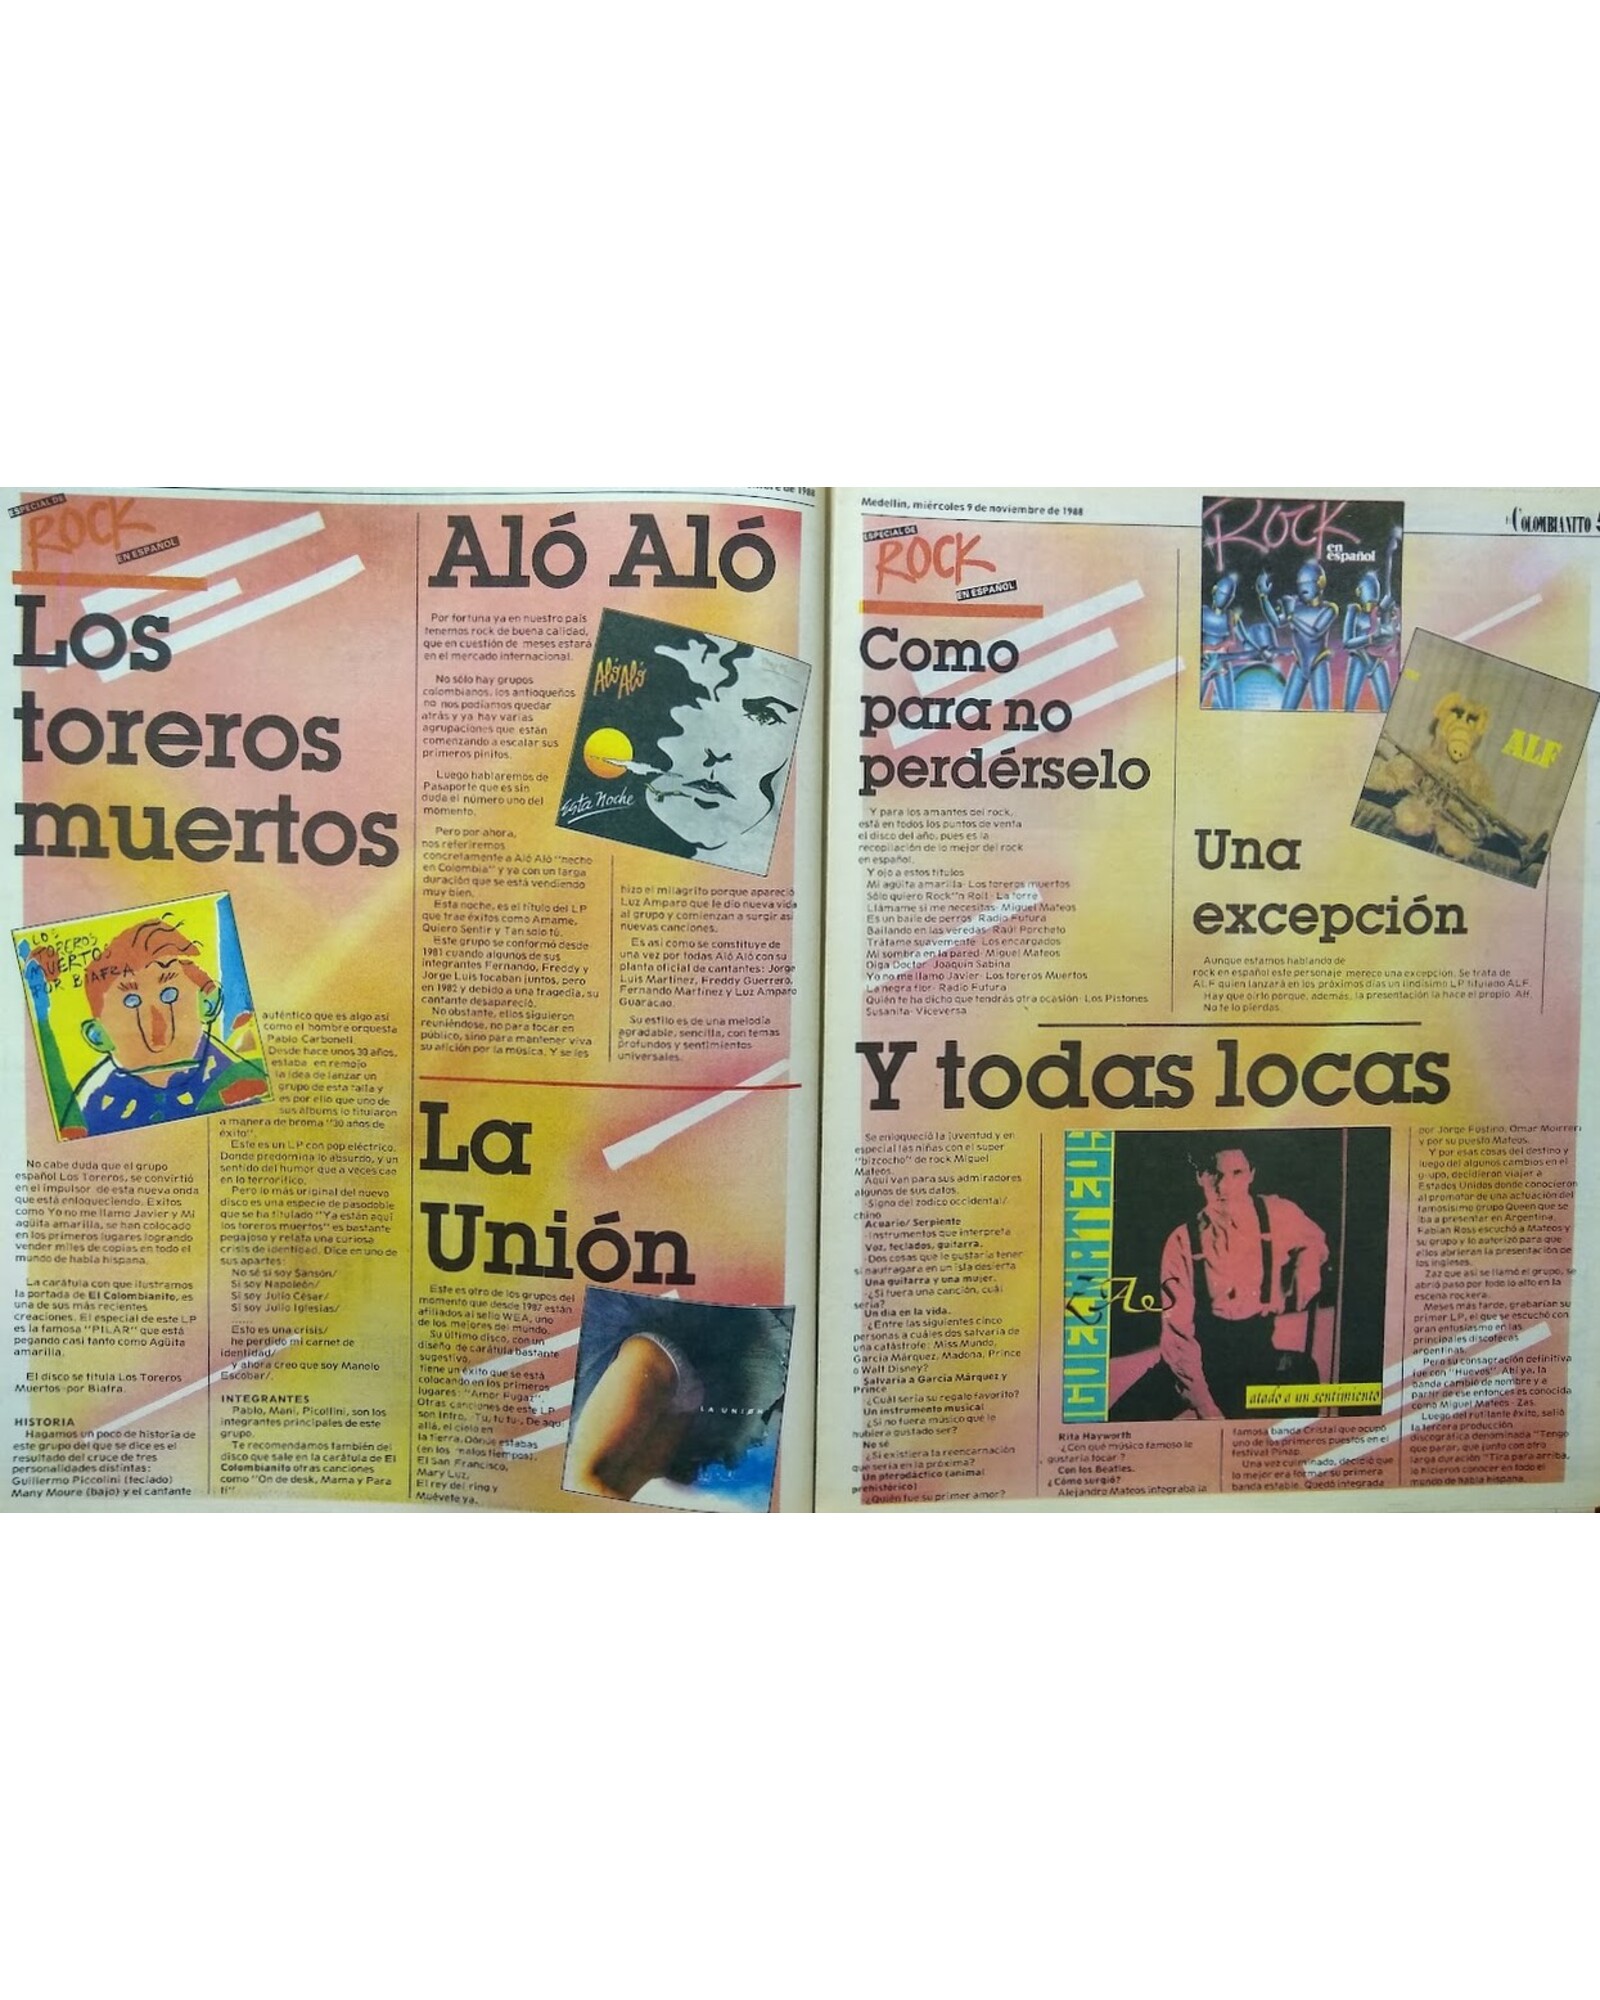 ESPECIAL DE
ROCK
EN ESPAÑOL
Los
toreros
muertos
LOS
TOREROS
MUERTOS
POR BIAFRA
No cabe duda que el grupo
español Los Toreros, se convirtió
en el impulsor de esta nueva onda
que está enloqueciendo. Exitos
como Yo no me llamo Javier y Mi
agüita amarilla, se han colocado
en los primeros lugares logrando
vender miles de copias en todo el
mundo de habla hispana.
La carátula con que ilustramos
la portada de El Colombianito, es
una de sus más recientes
creaciones. El especial de este LP
es la famosa "PILAR" que está
pegando casi tanto como Agüita
amarilla.
El disco se titula Los Toreros
Muertos -por Biafra.
HISTORIA
Hagamos un poco de historia de
este grupo del que se dice es el
resultado del cruce de tres
personalidades distintas:
Guillermo Piccolini (teclado)
Many Moure (bajo) y el cantante
auténtico que es algo así
como el hombre orquesta
Pablo Carbonell.
Desde hace unos 30 años,
estaba en remojo
la idea de lanzar un
grupo de esta talla y
es por ello que uno de
sus álbums lo titularon
a manera de broma "30 años de
éxito".
Este es un LP con pop eléctrico.
Donde predomina lo absurdo, y un
sentido del humor que a veces cae
en lo terrorífico.
Pero lo más original del nuevo
disco es una especie de pasodoble
que se ha titulado "Ya están aquí
los toreros muertos" es bastante
pegajoso y relata una curiosa
crisis de identidad. Dice en uno de
sus apartes:
No sé si soy Sansón/
Si soy Napoleón/
Si soy Julio César/
Si soy Julio Iglesias/
......
Esto es una crisis/
he perdido mi carnet de
identidad/
y ahora creo que soy Manolo
Escobar/.
INTEGRANTES
Pablo, Mani, Picollini, son los
integrantes principales de este
grupo.
Te recomendamos también del
disco que sale en la carátula de El
Colombianito otras canciones
como "On de desk, Mama y Para
ti".
Aló Aló
Por fortuna ya en nuestro país
tenemos rock de buena calidad,
que en cuestión de meses estará
en el mercado internacional.
No sólo hay grupos
colombianos, los antioqueños
no nos podíamos quedar
atrás y ya hay varias
agrupaciones que están
comenzando a escalar sus
primeros pinitos.
Luego hablaremos de
Pasaporte que es sin
duda el número uno del
momento.
Pero por ahora,
nos referiremos
concretamente a Aló Aló "hecho
en Colombia" y ya con un larga
duración que se está vendiendo
muy bien.
Esta noche, es el título del LP
que trae éxitos como Amame,
Quiero Sentir y Tan solo tú.
Este grupo se conformó desde
1981 cuando algunos de sus
integrantes Fernando, Freddy y
Jorge Luis tocaban juntos, pero
en 1982 y debido a una tragedia, su
cantante desapareció.
No obstante, ellos siguieron
reuniéndose, no para tocar en
público, sino para mantener viva
su afición por la música. Y se les
Aló Aló
Esta Noche
hizo el milagrito porque apareció
Luz Amparo que le dio nueva vida
al grupo y comienzan a surgir así
nuevas canciones.
Es así como se constituye de
una vez por todas Aló Aló con su
planta oficial de cantantes: Jorge
Luis Martínez, Freddy Guerrero,
Fernando Martínez y Luz Amparo
Guaracao.
Su estilo es de una melodía
agradable, sencilla, con temas
profundos y sentimientos
universales.
La
Unión
Este es otro de los grupos del
momento que desde 1987 están
afiliados al sello WEA, uno
de los mejores del mundo.
Su último disco, con un
diseño de carátula bastante
sugestivo,
tiene un éxito que se está
colocando en los primeros
lugares: "Amor Fugaz".
Otras canciones de este LP
son Intro, -Tu, tu tu-, De aquí
allá, el cielo en
la tierra, Dónde estabas
(en los malos tiempos),
El San Francisco,
Mary Luz,
El rey del ring y
Muévete ya.
LA UNION
Medellín, miércoles 9 de noviembre de 1988
EL COLOMBIANITO 5
ESPECIAL DE
ROCK
EN ESPAÑOL
Como
para no
perdérselo
Y para los amantes del rock,
está en todos los puntos de venta
el disco del año, pues es la
recopilación de lo mejor del rock
en español.
Y ojo a estos títulos
Mi agüita amarilla- Los toreros muertos
Sólo quiero Rock"n Roll- La torre
Llámame si me necesitas- Miguel Mateos
Es un baile de perros- Radio Futura
Bailando en las veredas- Raúl Porcheto
Trátame suavemente- Los encargados
Mi sombra en la pared- Miguel Mateos
Oiga Doctor- Joaquín Sabina
Yo no me llamo Javier- Los toreros Muertos
La negra flor- Radio Futura
Quién te ha dicho que tendrás otra ocasión- Los Pistones
Susanita- Viceversa
Rock
en
español
ALF
Una
excepción
Aunque estamos hablando de
rock en español este personaje merece una excepción. Se trata de
ALF quien lanzará en los próximos días un lindísimo LP titulado ALF.
Hay que oirlo porque, además, la presentación la hace el propio Alf.
No te lo pierdas.
Y todas locas
Se enloqueció la juventud y en
especial las niñas con el super
"bizcocho" de rock Miguel
Mateos.
Aquí van para sus admiradores
algunos de sus datos.
-Signo del zodico occidental/
chino
Acuario/ Serpiente
-Instrumentos que interpreta
Voz, teclados, guitarra.
-Dos cosas que le gustaría tener
si naufragara en un isla desierta
Una guitarra y una mujer.
-¿Si fuera una canción, cuál
sería?
Un día en la vida.
-¿Entre las siguientes cinco
personas a cuáles dos salvaría de
una catástrofe: Miss Mundo,
García Márquez, Madona, Prince
o Walt Disney?
Salvaría a García Márquez y
Prince
-¿Cuál sería su regalo favorito?
Un instrumento musical
-¿Si no fuera músico qué le
hubiera gustado ser?
No sé
-¿Si existiera la reencarnación
que sería en la próxima?
Un pterodáctico (animal
prehistórico)
-¿Quién fue su primer amor?
MIGUEL MATEOS
ZAS
atado a un sentimiento
Rita Hayworth
¿Con qué músico famoso le
gustaría tocar?
Con los Beatles.
¿Cómo surgió?
Alejandro Mateos integraba la
famosa banda Cristal que ocupó
uno de los primeros puestos en el
festival Pinap.
Una vez culminado, decidió que
lo mejor era formar su primera
banda estable. Quedó integrada
por Jorge Fustino, Omar
y por su puesto Mateos.
Y por esas cosas del destino y
luego del algunos cambios en el
grupo, decidieron viajar a
Estados Unidos donde conocieron
al promotor de una actuación del
famosísimo grupo Queen que se
iba a presentar en Argentina.
Fabian Ross escuchó a Mateos y
su grupo y lo autorizó para que
ellos abrieran la presentación de
los ingleses.
Zaz que así se llamó el grupo, se
abrió paso por todo lo alto en la
escena rockera.
Meses más tarde, grabarían su
primer LP, el que se escuchó con
gran entusiasmo en las
principales discotecas
argentinas.
Pero su consagración definitiva
fue con "Huevos". Ahí ya, la
banda cambió de nombre y a
partir de ese entonces es conocida
como Miguel Mateos - Zas.
Luego del rutilante éxito, salió
la tercera producción
discográfica denominada "Tengo
que parar, que junto con otro
larga duración "Tira para arriba,
lo hicieron conocer en todo el
mundo de habla hispana.